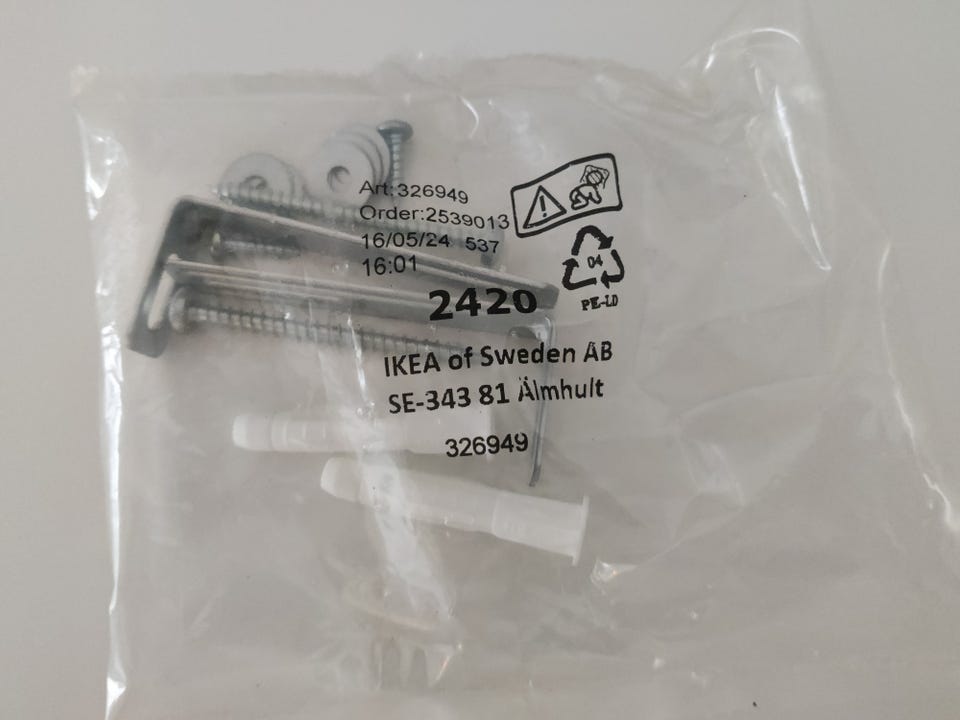 Art:326949
Order:2539013
16/05/24 537
16:01
04
PE-LD
2420
IKEA of Sweden AB
SE-343 81 Älmhult
326949